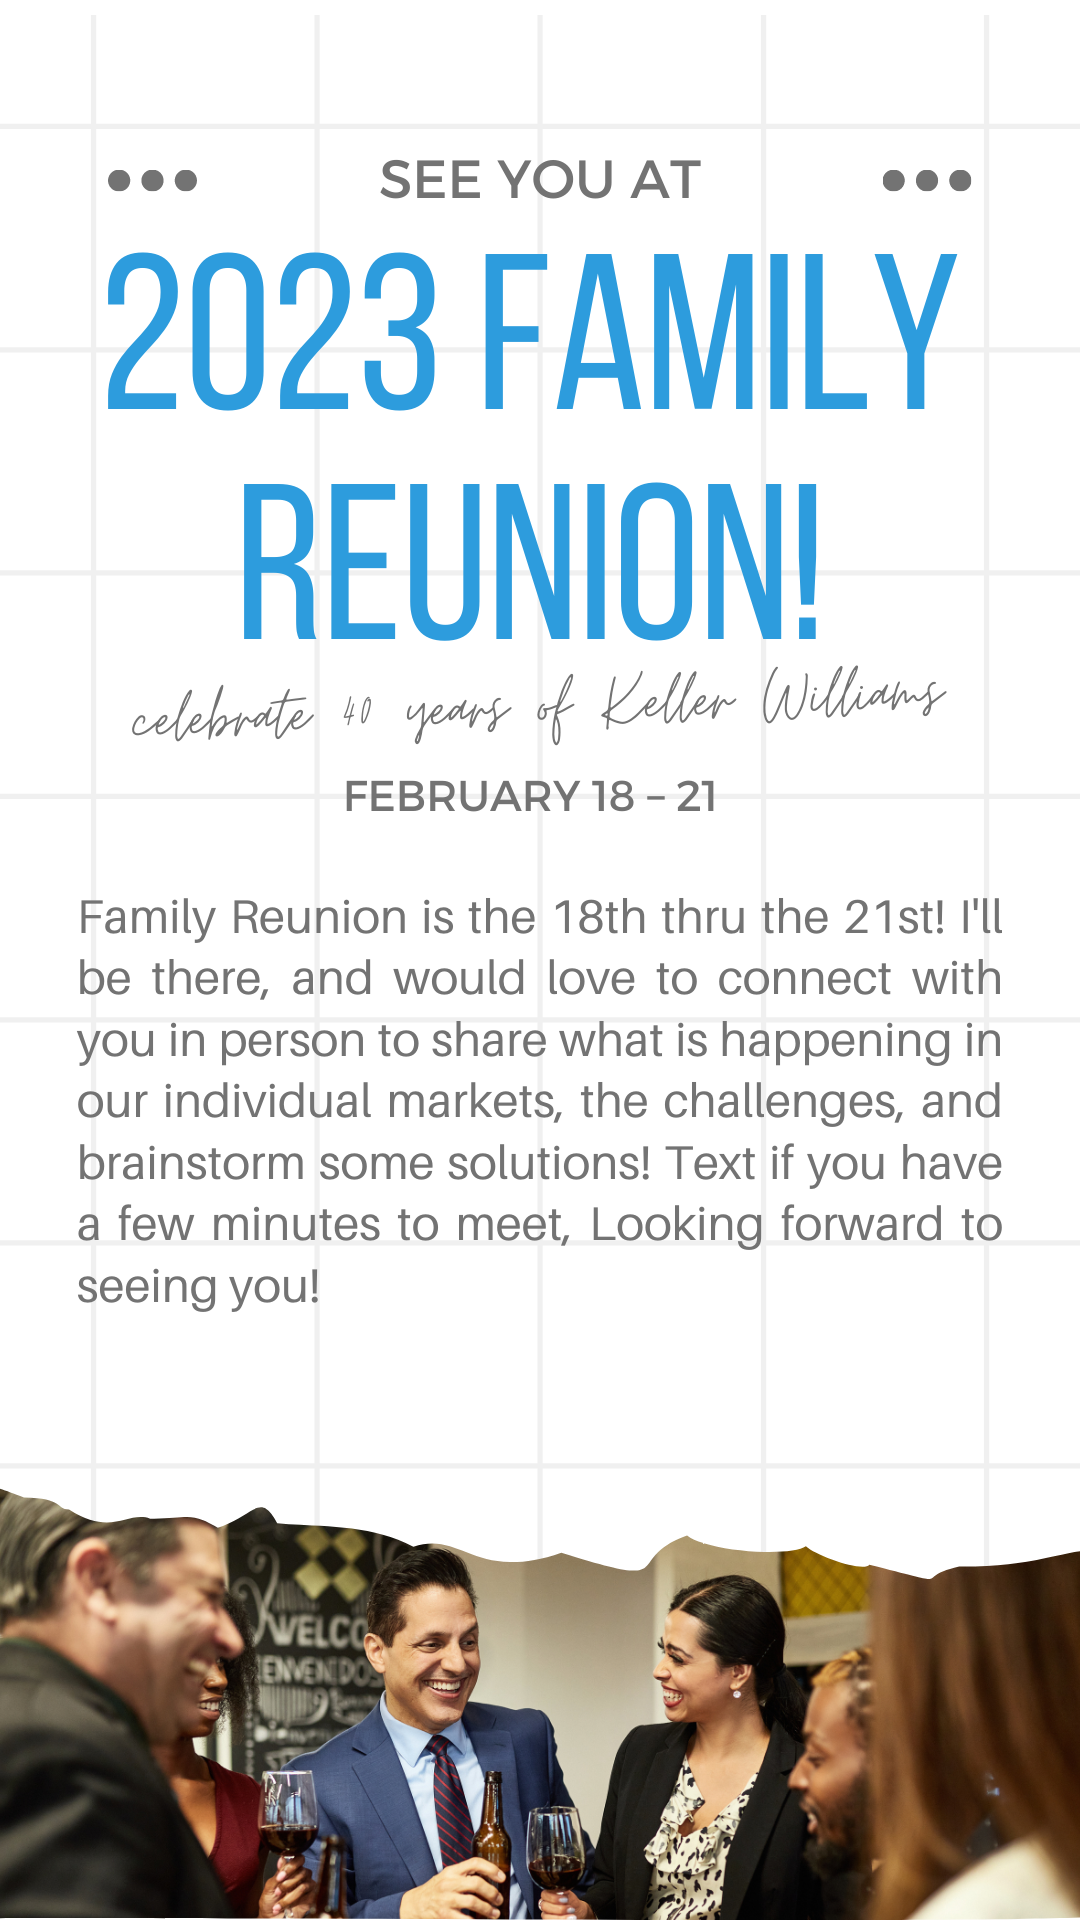 SEE YOU AT
2023 FAMILY
REUNION!
celebrate 40 years of Keller Williams
FEBRUARY 18 – 21
Family Reunion is the 18th thru the 21st! I'll
be there, and would love to connect with
you in person to share what is happening in
our individual markets, the challenges, and
brainstorm some solutions! Text if you have
a few minutes to meet, Looking forward to
seeing you!
WELCO